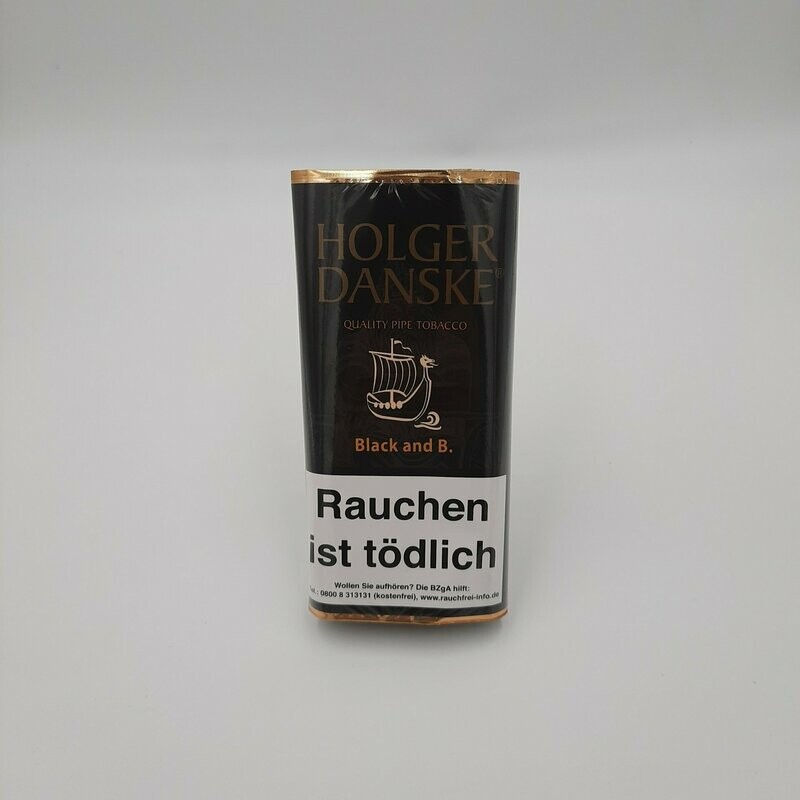 HOLGER
DANSKE®
QUALITY PIPE TOBACCO
Black and B.
Rauchen
ist tödlich
Wollen Sie aufhören? Die BZgA hilft:
Tel.: 0800 8 313131 (kostenfrei), www.rauchfrei-info.de